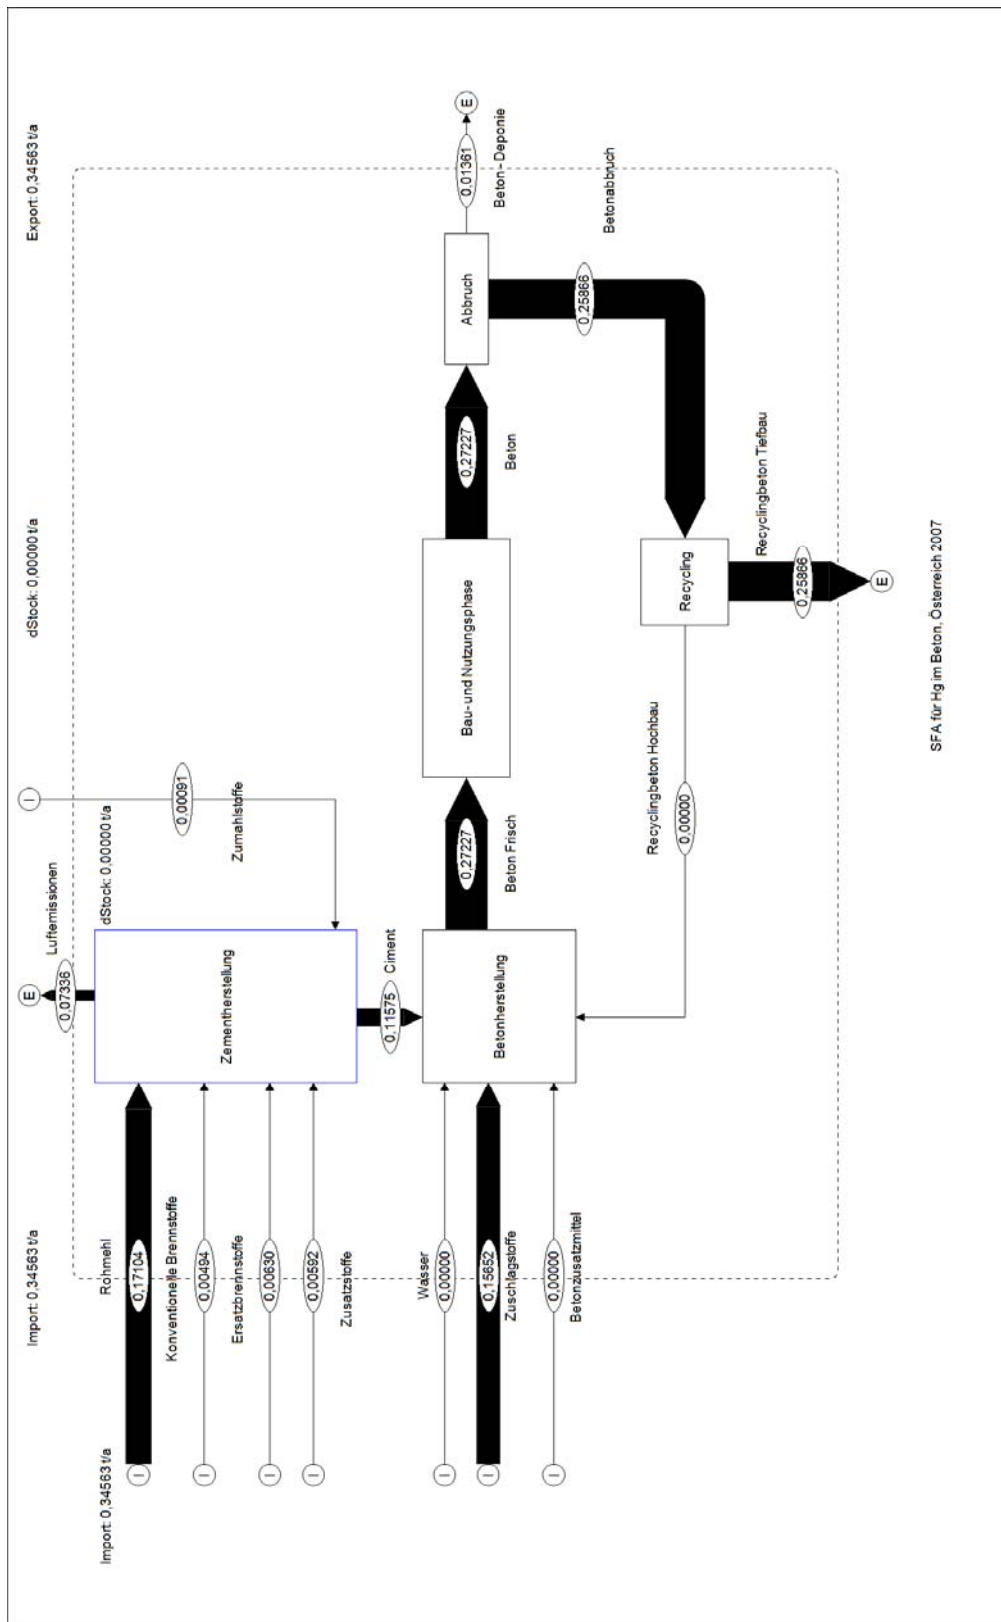 Import: 0,34563 t/a
dStock: 0,00000 t/a
Export: 0,34563 t/a
Import: 0,34563 t/a
I
Rohmehl
0,17104
I
Konventionelle Brennstoffe
0,00494
I
Ersatzbrennstoffe
0,00630
I
Zusatzstoffe
0,00592
E
0,07336
Luftemissionen
dStock: 0,00000 t/a
Zementherstellung
I
0,00091
Zumahlstoffe
0,11575
Ciment
I
Wasser
0,00000
I
0,15652
Zuschlagstoffe
I
0,00000
Betonzusatzmittel
Betonherstellung
0,27227
Beton Frisch
Bau- und Nutzungsphase
0,27227
Beton
Abbruch
0,01361
E
Beton - Deponie
0,25866
Betonabbruch
Recycling
Recyclingbeton Hochbau
0,00000
Recyclingbeton Tiefbau
0,25866
E
SFA für Hg im Beton, Österreich 2007